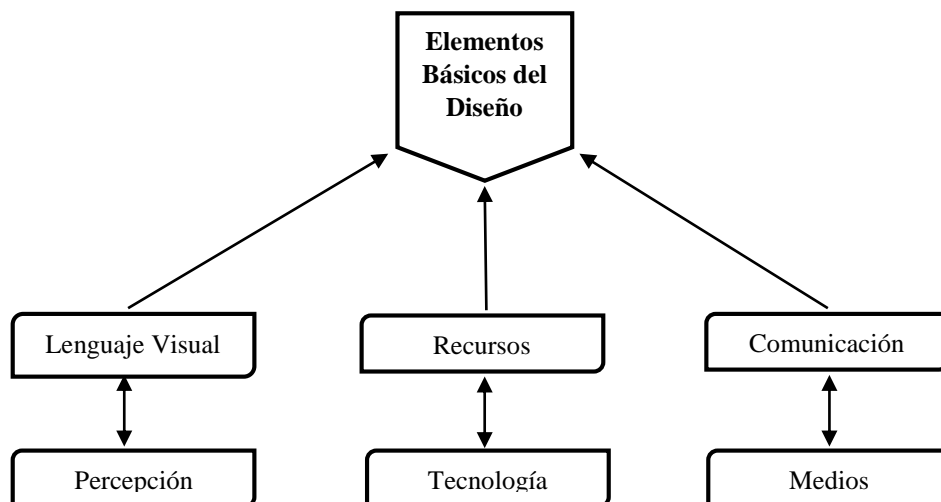 Elementos
Básicos del
Diseño
Lenguaje Visual
Recursos
Comunicación
Percepción
Tecnología
Medios